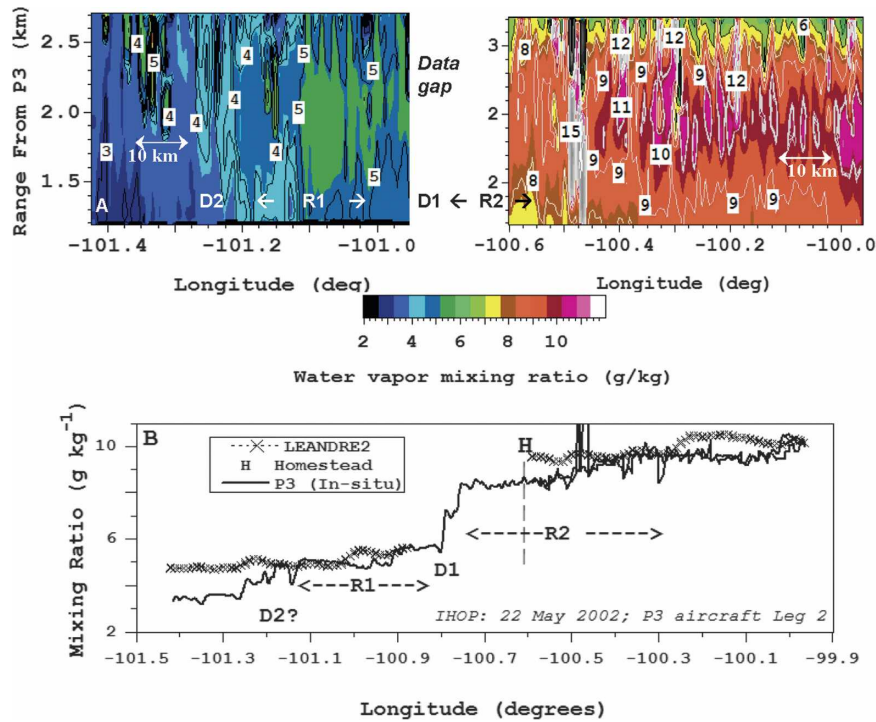 Range From P3 (km)
2.5
2.0
1.5
4 5 4 4 3 4 4 4 5 5 5 5
10 km
A
D2
← R1 →
Data
gap
D1 ← R2 →
3
2
2
8 12 12 6 9 9 9 12 11 15 10 9 9 8 9 9 9
10 km
-101.4 -101.2 -101.0
-100.6 -100.4 -100.2 -100.0
Longitude (deg)
Longitude (deg)
2 4 6 8 10
Water vapor mixing ratio (g/kg)
Mixing Ratio (g kg-1)
10
6
2
B
LEANDRE2
H Homestead
P3 (In-situ)
H
R2
R1
D1
D2?
IHOP: 22 May 2002; P3 aircraft Leg 2
-101.5 -101.3 -101.1 -100.9 -100.7 -100.5 -100.3 -100.1 -99.9
Longitude (degrees)